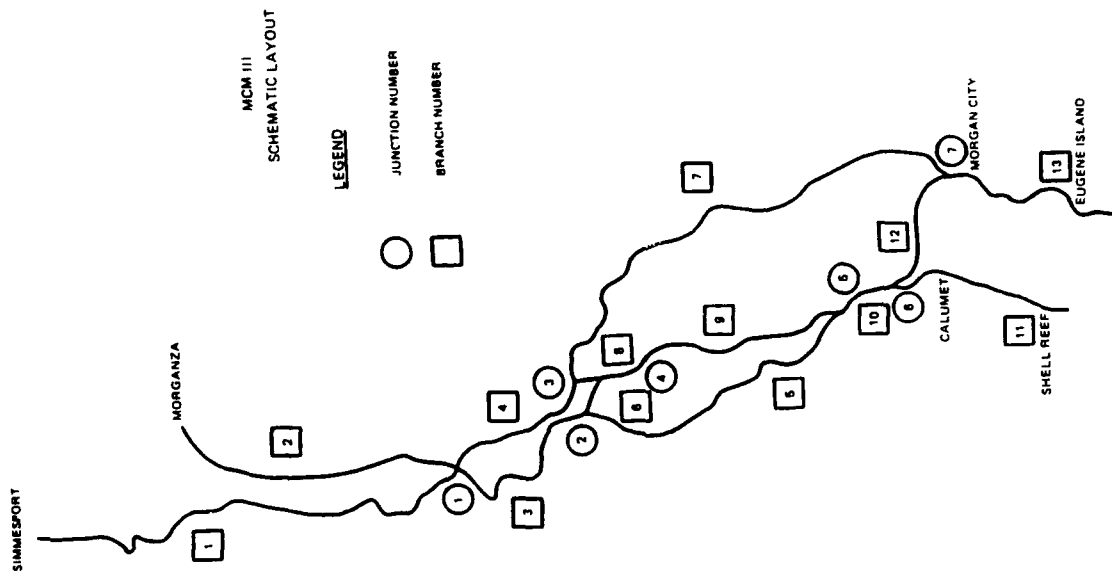 MCM III
SCHEMATIC LAYOUT
LEGEND
JUNCTION NUMBER
BRANCH NUMBER
SIMMESPORT
MORGANZA
1
2
1
3
4
3
2
6
8
4
9
7
5
5
10
6
12
7
MORGAN CITY
CALUMET
11
SHELL REEF
13
EUGENE ISLAND